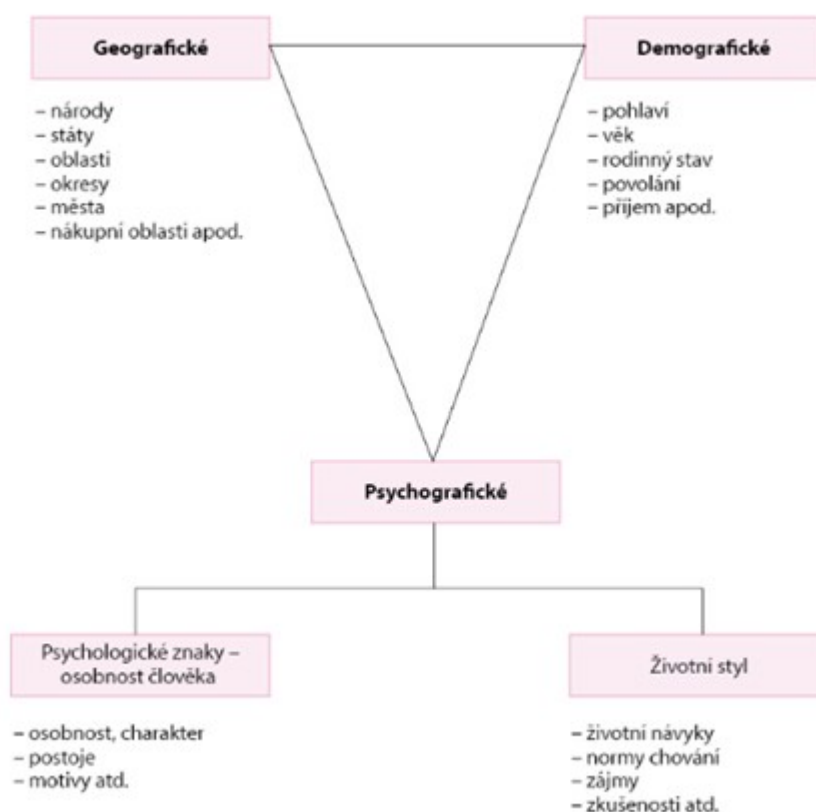 Geografické
– národy
– státy
– oblasti
– okresy
– města
– nákupní oblasti apod.
Demografické
– pohlaví
– věk
– rodinný stav
– povolání
– příjem apod.
Psychografické
Psychologické znaky –
osobnost člověka
– osobnost, charakter
– postoje
– motivy atd.
Životní styl
– životní návyky
– normy chování
– zájmy
– zkušenosti atd.